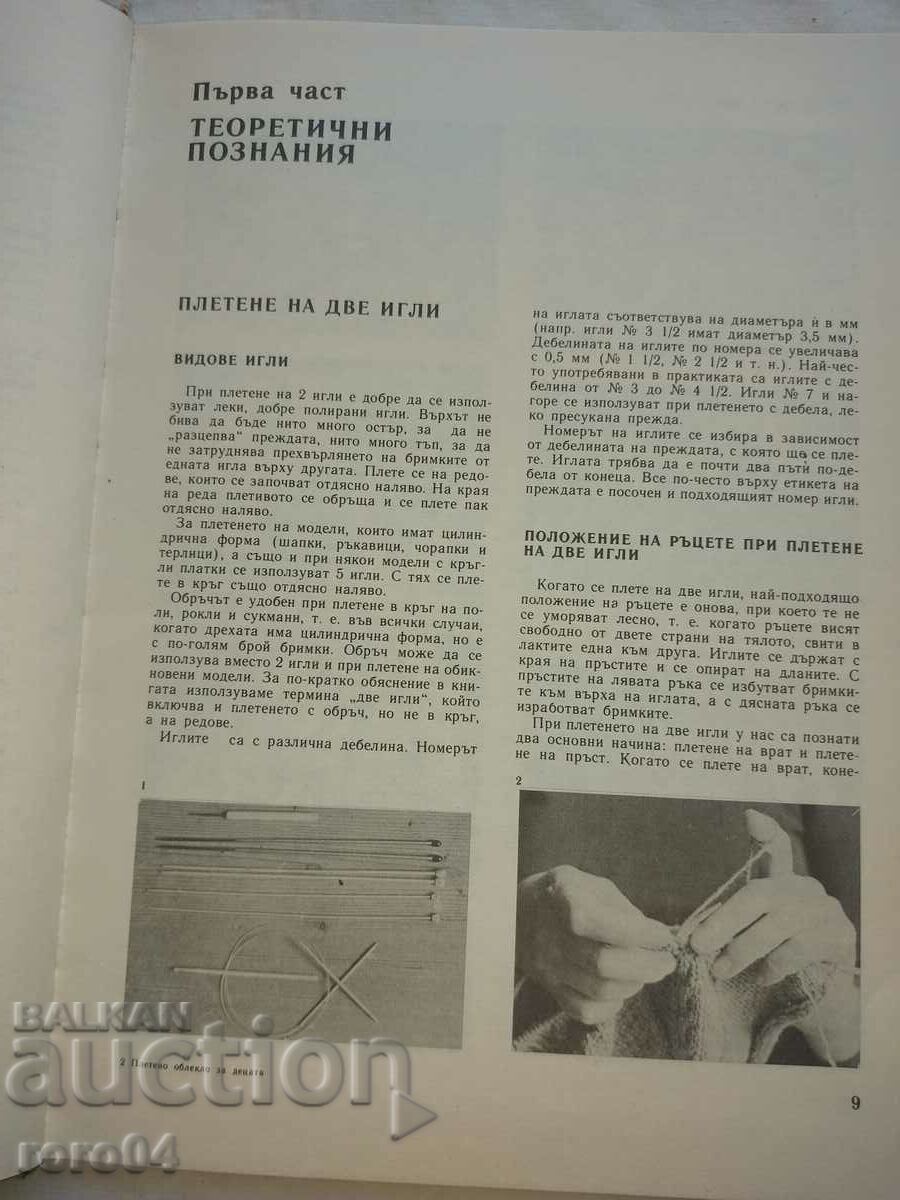 Първа част
ТЕОРЕТИЧНИ
ПОЗНАНИЯ
ПЛЕТЕНЕ НА ДВЕ ИГЛИ
ВИДОВЕ ИГЛИ
При плетене на 2 игли е добре да се изпол-
зуват леки, добре полирани игли. Върхът не
бива да бъде нито много остър, за да не
„разцепва“ преждата, нито много тъп, за да
не затруднява прехвърлянето на бримките от
едната игла върху другата. Плете се на редо-
ве, които се започват отдясно наляво. На края
на реда плетивото се обръща и се плете пак
отдясно наляво.
За плетенето на модели, които имат цилин-
дрична форма (шапки, ръкавици, чорапки и
терлици), а също и при някои модели с кръг-
ли платки се използуват 5 игли. С тях се пле-
те в кръг също отдясно наляво.
Обръчът е удобен при плетене в кръг на по-
ли, рокли и сукмани, т. е. във всички случаи,
когато дрехата има цилиндрична форма, но е
с по-голям брой бримки. Обръч може да се
използува вместо 2 игли и при плетене на обик-
новени модели. За по-кратко обяснение в кни-
гата използуваме термина „две игли“, който
включва и плетенето с обръч, но не в кръг,
а на редове.
Иглите са с различна дебелина. Номерът
на иглата съответствува на диаметъра ѝ в мм
(напр. игли № 3 1/2 имат диаметър 3,5 мм).
Дебелината на иглите по номера се увеличава
с 0,5 мм (№ 1 1/2, № 2 1/2 и т. н.). Най-чес-
то употребявани в практиката са иглите с де-
белина от № 3 до № 4 1/2. Игли № 7 и на-
горе се използуват при плетенето с дебела, ле-
ко пресукана прежда.
Номерът на иглите се избира в зависимост
от дебелината на преждата, с която ще се пле-
те. Иглата трябва да е почти два пъти по-де-
бела от конеца. Все по-често върху етикета на
преждата е посочен и подходящият номер игли.
ПОЛОЖЕНИЕ НА РЪЦЕТЕ ПРИ ПЛЕТЕНЕ
НА ДВЕ ИГЛИ
Когато се плете на две игли, най-подходящо
положение на ръцете е онова, при което те не
се уморяват лесно, т. е. когато ръцете висят
свободно от двете страни на тялото, свити в
лактите една към друга. Иглите се държат с
края на пръстите и се опират на дланите. С
пръстите на лявата ръка се избутват бримки-
те към върха на иглата, а с дясната ръка се
изработват бримките.
При плетенето на две игли у нас са познати
два основни начина: плетене на врат и плете-
не на пръст. Когато се плете на врат, коне-
1
2
2 Плетено облекло за децата
9
BALKAN
auction
roro04